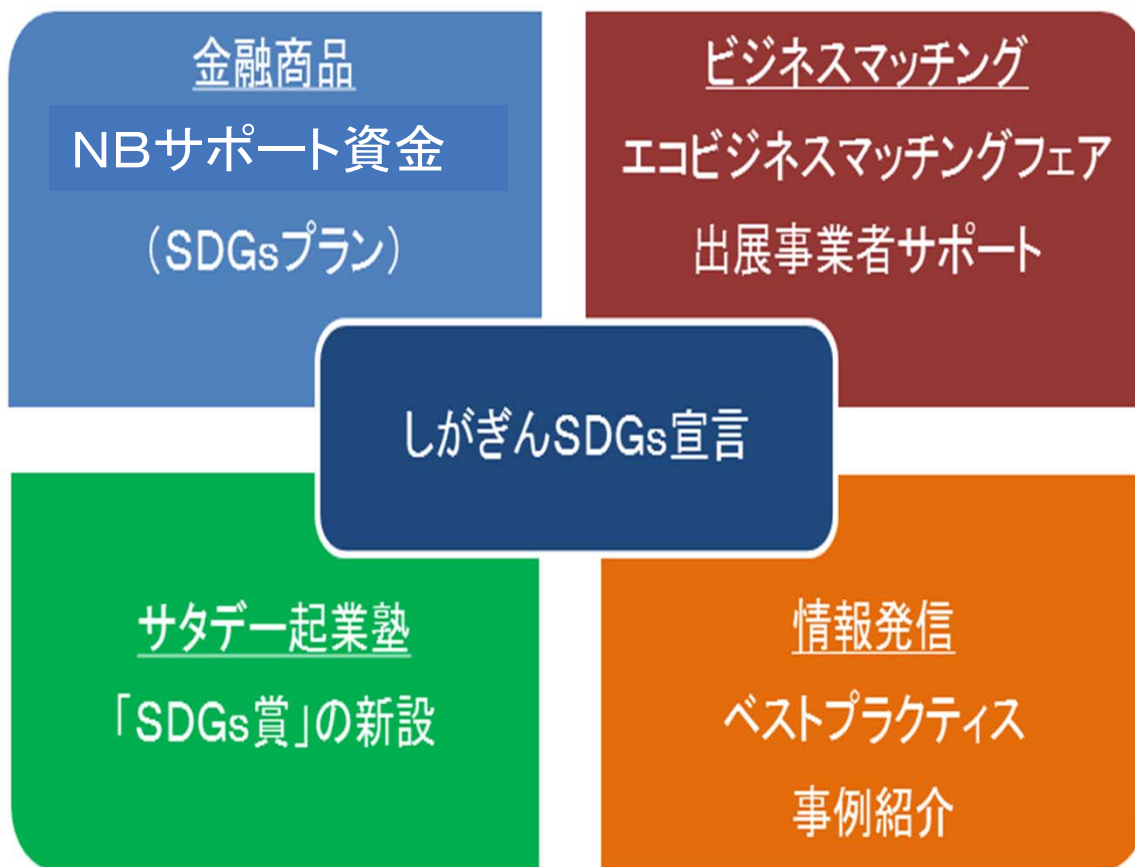 金融商品
ＮＢサポート資金
（SDGsプラン）
ビジネスマッチング
エコビジネスマッチングフェア
出展事業者サポート
しがぎんSDGs宣言
サタデー起業塾
「SDGs賞」の新設
情報発信
ベストプラクティス
事例紹介